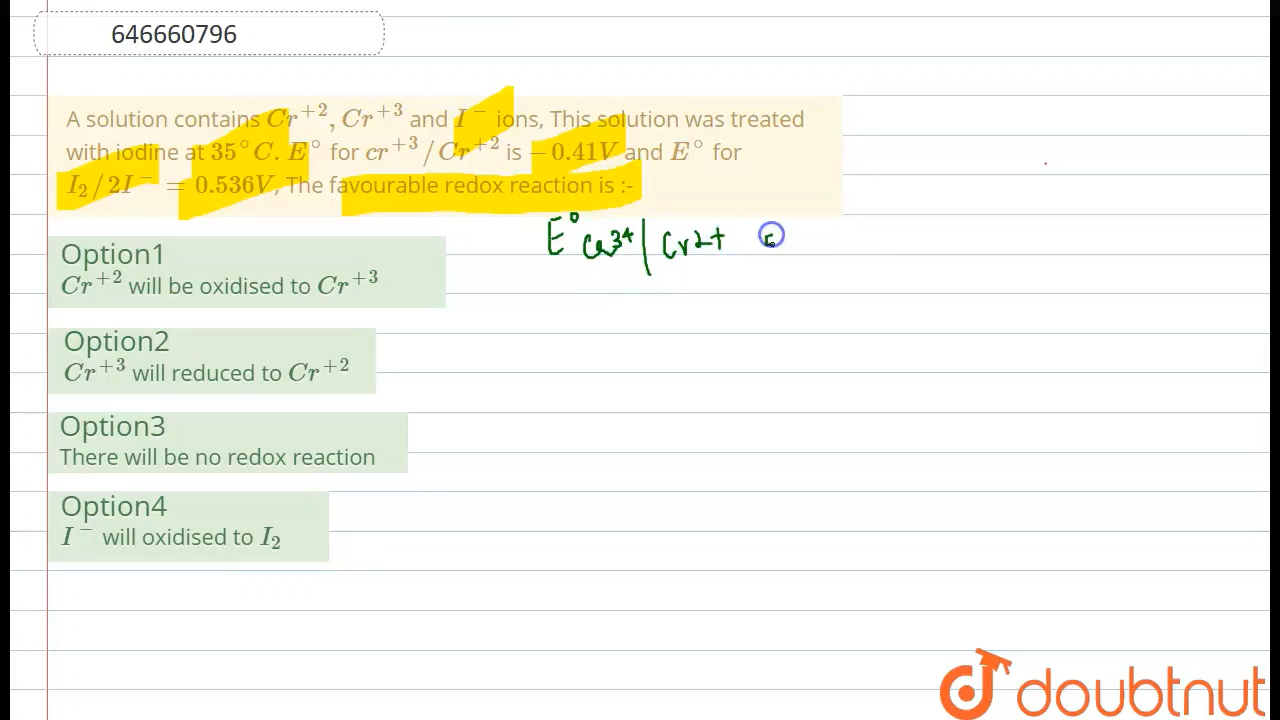 646660796
A solution contains Cr⁺², Cr⁺³ and I⁻ ions, This solution was treated
with iodine at 35°C. E° for cr⁺³/Cr⁺² is −0.41V and E° for
I₂/2I⁻ = 0.536V, The favourable redox reaction is :-
E° Cr³⁺|Cr2+
Option1
Cr⁺² will be oxidised to Cr⁺³
Option2
Cr⁺³ will reduced to Cr⁺²
Option3
There will be no redox reaction
Option4
I⁻ will oxidised to I₂
doubtnut